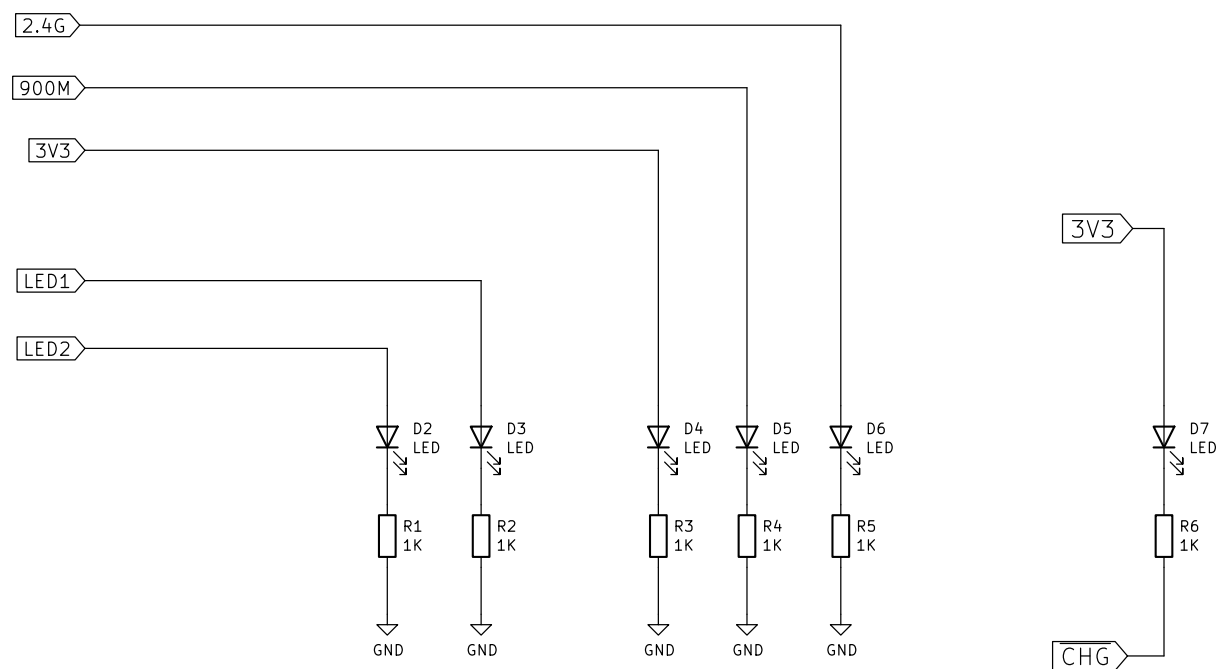 2.4G
900M
3V3
3V3
LED1
LED2
D2
LED
D3
LED
D4
LED
D5
LED
D6
LED
D7
LED
R1
1K
R2
1K
R3
1K
R4
1K
R5
1K
R6
1K
GND
GND
GND
GND
GND
CHG